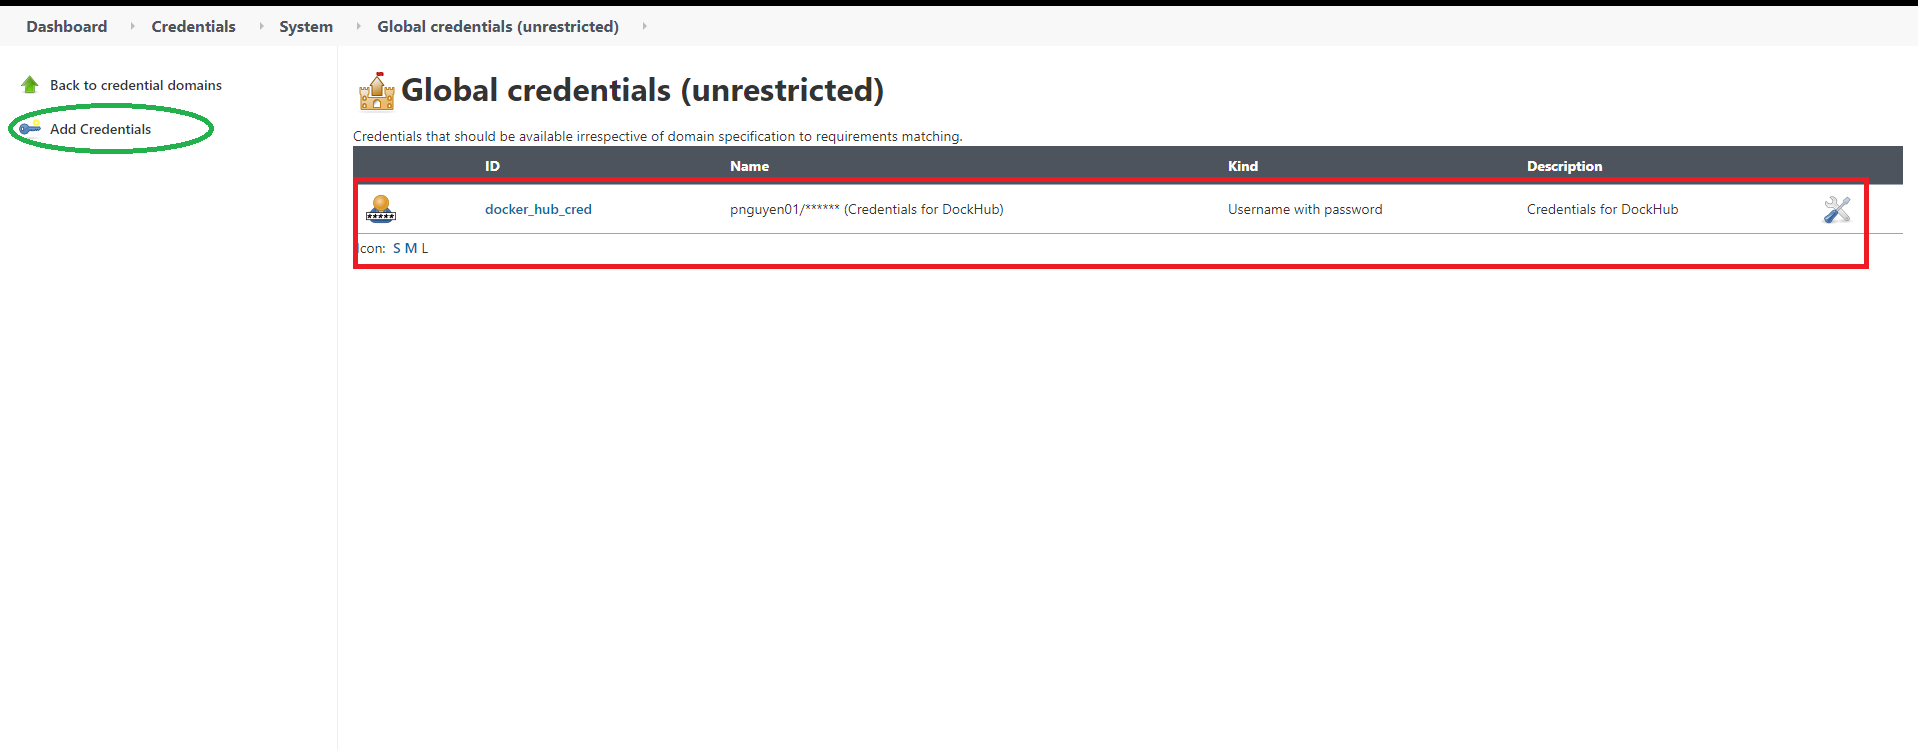 Dashboard Credentials System Global credentials (unrestricted)
Back to credential domains
Add Credentials
Global credentials (unrestricted)
Credentials that should be available irrespective of domain specification to requirements matching.
ID Name Kind Description
docker_hub_cred pnguyen01/****** (Credentials for DockHub) Username with password Credentials for DockHub
Icon: S M L